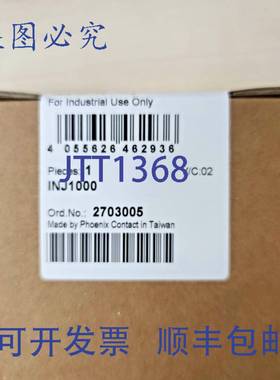 是图必究
For Industrial Use Only
4 055626 462936
JTT1368
Pieces: 1
/C:02
INJ1000
Ord.No.: 2703005
Made by Phoenix Contact in Taiwan
可开发票 顺丰包邮